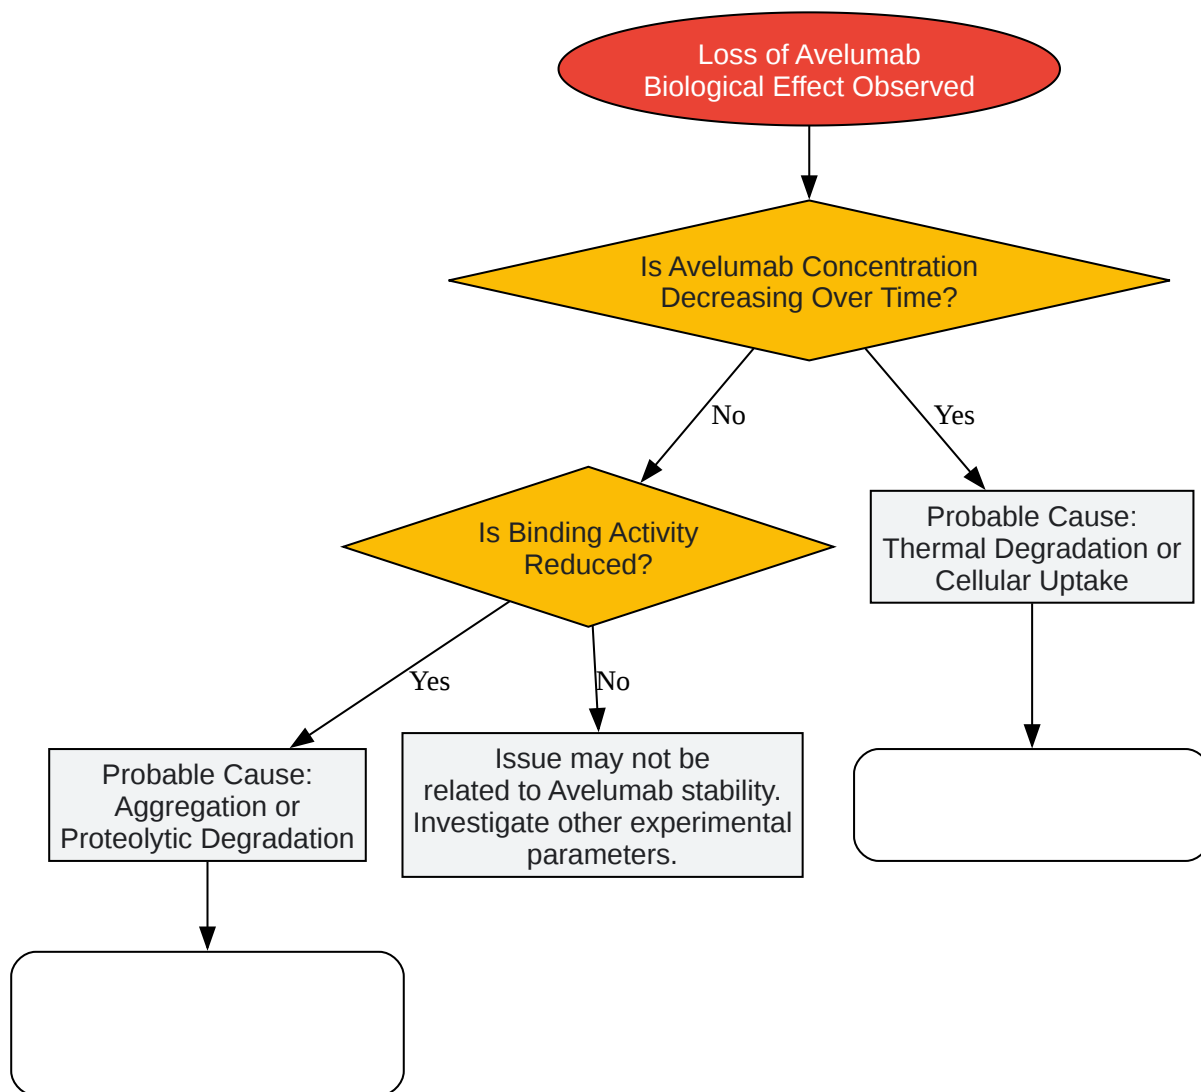 Loss of Avelumab
Biological Effect Observed
Is Avelumab Concentration
Decreasing Over Time?
No
Yes
Is Binding Activity
Reduced?
Probable Cause:
Thermal Degradation or
Cellular Uptake
Yes
No
Probable Cause:
Aggregation or
Proteolytic Degradation
Issue may not be
related to Avelumab stability.
Investigate other experimental
parameters.